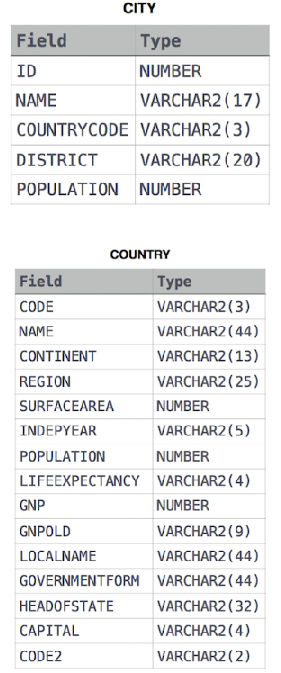 CITY
Field Type
ID NUMBER
NAME VARCHAR2(17)
COUNTRYCODE VARCHAR2(3)
DISTRICT VARCHAR2(20)
POPULATION NUMBER
COUNTRY
Field Type
CODE VARCHAR2(3)
NAME VARCHAR2(44)
CONTINENT VARCHAR2(13)
REGION VARCHAR2(25)
SURFACEAREA NUMBER
INDEPYEAR VARCHAR2(5)
POPULATION NUMBER
LIFEEXPECTANCY VARCHAR2(4)
GNP NUMBER
GNPOLD VARCHAR2(9)
LOCALNAME VARCHAR2(44)
GOVERNMENTFORM VARCHAR2(44)
HEADOFSTATE VARCHAR2(32)
CAPITAL VARCHAR2(4)
CODE2 VARCHAR2(2)